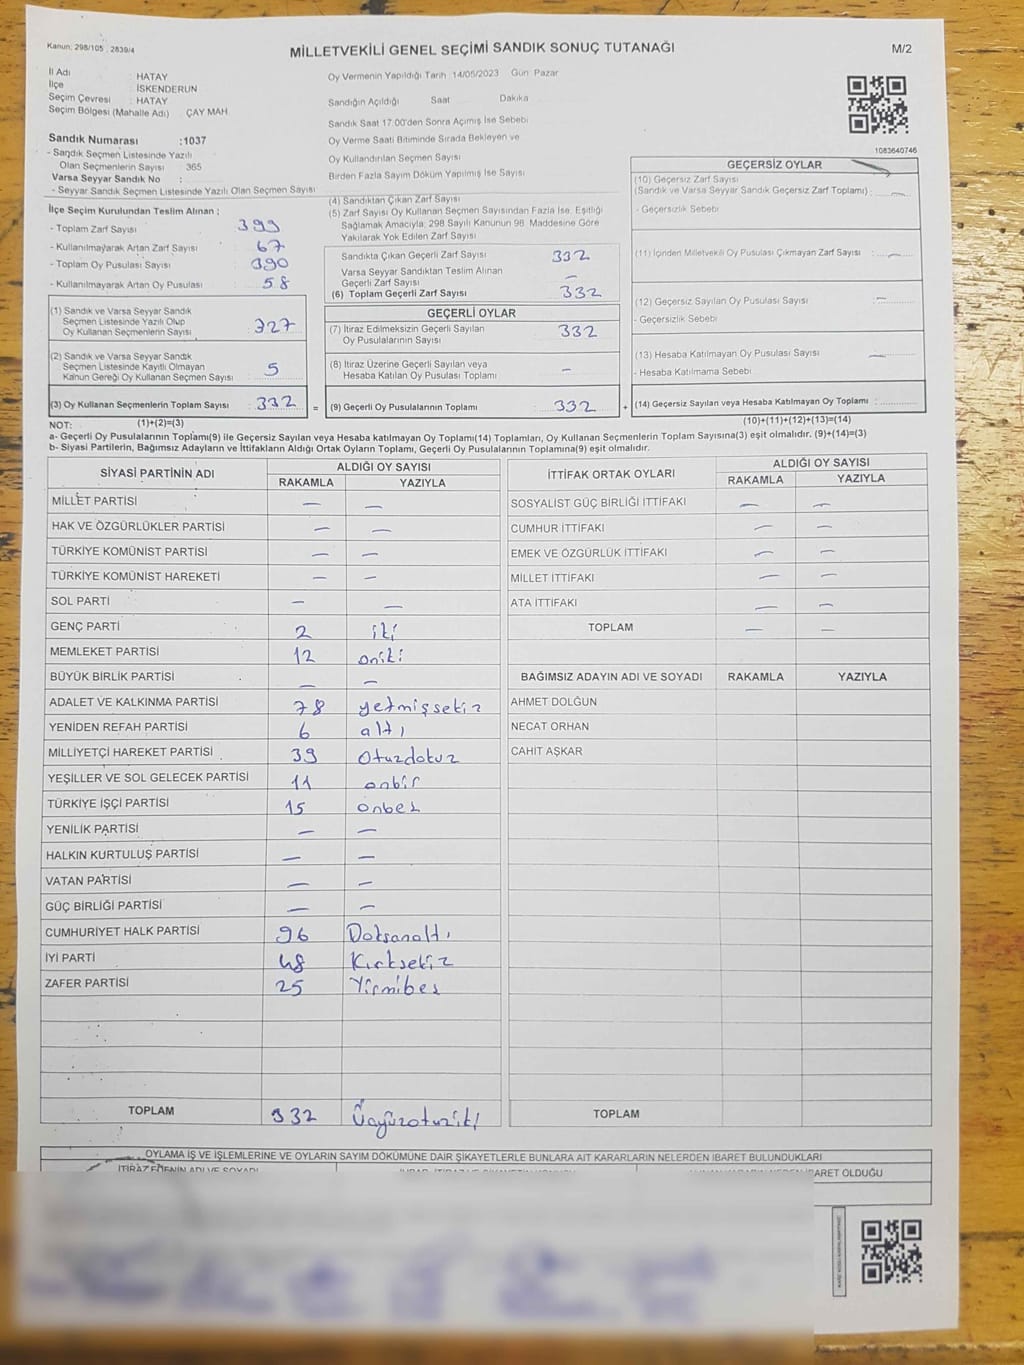 Kanun: 298/105 , 2839/4
MİLLETVEKİLİ GENEL SEÇİMİ SANDIK SONUÇ TUTANAĞI
M/2
İl Adı : HATAY
İlçe : İSKENDERUN
Seçim Çevresi : HATAY
Seçim Bölgesi (Mahalle Adı) ÇAY MAH.
Sandık Numarası :1037
- Sandık Seçmen Listesinde Yazılı
Olan Seçmenlerin Sayısı 365
Varsa Seyyar Sandık No :
- Seyyar Sandık Seçmen Listesinde Yazılı Olan Seçmen Sayısı
Oy Vermenin Yapıldığı Tarih :14/05/2023 Gün Pazar
Sandığın Açıldığı Saat Dakika
Sandık Saat 17:00'den Sonra Açılmış İse Sebebi
Oy Verme Saati Bitiminde Sırada Bekleyen ve
Oy Kullandırılan Seçmen Sayısı
Birden Fazla Sayım Döküm Yapılmış İse Sayısı
1083640746
İlçe Seçim Kurulundan Teslim Alınan :
- Toplam Zarf Sayısı 399
- Kullanılmayarak Artan Zarf Sayısı 67
- Toplam Oy Pusulası Sayısı 390
- Kullanılmayarak Artan Oy Pusulası 58
(1) Sandık ve Varsa Seyyar Sandık
Seçmen Listesinde Yazılı Olup
Oy Kullanan Seçmenlerin Sayısı 327
(2) Sandık ve Varsa Seyyar Sandık
Seçmen Listesinde Kayıtlı Olmayan
Kanun Gereği Oy Kullanan Seçmen Sayısı 5
(3) Oy Kullanan Seçmenlerin Toplam Sayısı : 332 =
(4) Sandıktan Çıkan Zarf Sayısı
(5) Zarf Sayısı Oy Kullanan Seçmen Sayısından Fazla İse, Eşitliği
Sağlamak Amacıyla; 298 Sayılı Kanunun 98. Maddesine Göre
Yakılarak Yok Edilen Zarf Sayısı
Sandıkta Çıkan Geçerli Zarf Sayısı 332
Varsa Seyyar Sandıktan Teslim Alınan
Geçerli Zarf Sayısı –
(6) Toplam Geçerli Zarf Sayısı 332
GEÇERLİ OYLAR
(7) İtiraz Edilmeksizin Geçerli Sayılan
Oy Pusulalarının Sayısı 332
(8) İtiraz Üzerine Geçerli Sayılan veya
Hesaba Katılan Oy Pusulası Toplamı –
(9) Geçerli Oy Pusulalarının Toplamı 332 +
GEÇERSİZ OYLAR
(10) Geçersiz Zarf Sayısı
(Sandık ve Varsa Seyyar Sandık Geçersiz Zarf Toplamı) : –
- Geçersizlik Sebebi
(11) İçinden Milletvekili Oy Pusulası Çıkmayan Zarf Sayısı : –
(12) Geçersiz Sayılan Oy Pusulası Sayısı : –
- Geçersizlik Sebebi
(13) Hesaba Katılmayan Oy Pusulası Sayısı –
- Hesaba Katılmama Sebebi
(14) Geçersiz Sayılan veya Hesaba Katılmayan Oy Toplamı :
NOT: (1)+(2)=(3) (10)+(11)+(12)+(13)=(14)
a- Geçerli Oy Pusulalarının Toplamı(9) ile Geçersiz Sayılan veya Hesaba katılmayan Oy Toplamı(14) Toplamları, Oy Kullanan Seçmenlerin Toplam Sayısına(3) eşit olmalıdır. (9)+(14)=(3)
b- Siyasi Partilerin, Bağımsız Adayların ve İttifakların Aldığı Ortak Oyların Toplamı, Geçerli Oy Pusulalarının Toplamına(9) eşit olmalıdır.
SİYASİ PARTİNİN ADI ALDIĞI OY SAYISI
RAKAMLA YAZIYLA
MİLLET PARTİSİ – –
HAK VE ÖZGÜRLÜKLER PARTİSİ – –
TÜRKİYE KOMÜNİST PARTİSİ – –
TÜRKİYE KOMÜNİST HAREKETİ – –
SOL PARTİ – –
GENÇ PARTİ 2 iki
MEMLEKET PARTİSİ 12 oniki
BÜYÜK BİRLİK PARTİSİ – –
ADALET VE KALKINMA PARTİSİ 78 yetmişsekiz
YENİDEN REFAH PARTİSİ 6 altı
MİLLİYETÇİ HAREKET PARTİSİ 39 Otuzdokuz
YEŞİLLER VE SOL GELECEK PARTİSİ 11 onbir
TÜRKİYE İŞÇİ PARTİSİ 15 onbeş
YENİLİK PARTİSİ – –
HALKIN KURTULUŞ PARTİSİ – –
VATAN PARTİSİ – –
GÜÇ BİRLİĞİ PARTİSİ – –
CUMHURİYET HALK PARTİSİ 96 Doksanaltı
İYİ PARTİ 48 Kırksekiz
ZAFER PARTİSİ 25 Yirmibeş
TOPLAM 332 Üçyüzotuziki
İTTİFAK ORTAK OYLARI ALDIĞI OY SAYISI
RAKAMLA YAZIYLA
SOSYALİST GÜÇ BİRLİĞİ İTTİFAKI – –
CUMHUR İTTİFAKI – –
EMEK VE ÖZGÜRLÜK İTTİFAKI – –
MİLLET İTTİFAKI – –
ATA İTTİFAKI – –
TOPLAM – –
BAĞIMSIZ ADAYIN ADI VE SOYADI RAKAMLA YAZIYLA
AHMET DOLĞUN
NECAT ORHAN
CAHİT AŞKAR
TOPLAM
OYLAMA İŞ VE İŞLEMLERİNE VE OYLARIN SAYIM DÖKÜMÜNE DAİR ŞİKAYETLERLE BUNLARA AİT KARARLARIN NELERDEN İBARET BULUNDUKLARI
İTİRAZ EDENİN ADI VE SOYADI
İBARET OLDUĞU